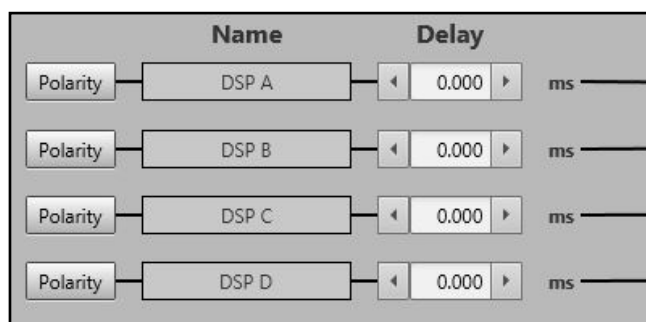 Name Delay
Polarity DSP A 0.000 ms
Polarity DSP B 0.000 ms
Polarity DSP C 0.000 ms
Polarity DSP D 0.000 ms